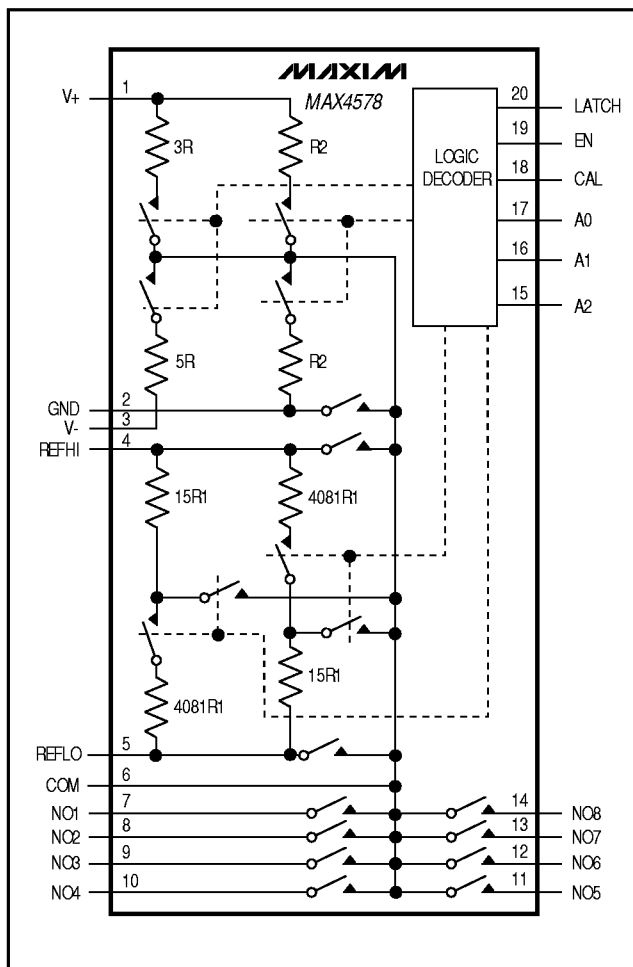 MAXIM
MAX4578
V+ 1
3R
R2
LOGIC
DECODER
20 LATCH
19 EN
18 CAL
17 A0
16 A1
15 A2
5R
R2
GND 2
V- 3
REFHI 4
15R1
4081R1
4081R1
15R1
REFLO 5
COM 6
NO1 7
14 NO8
NO2 8
13 NO7
NO3 9
12 NO6
NO4 10
11 NO5